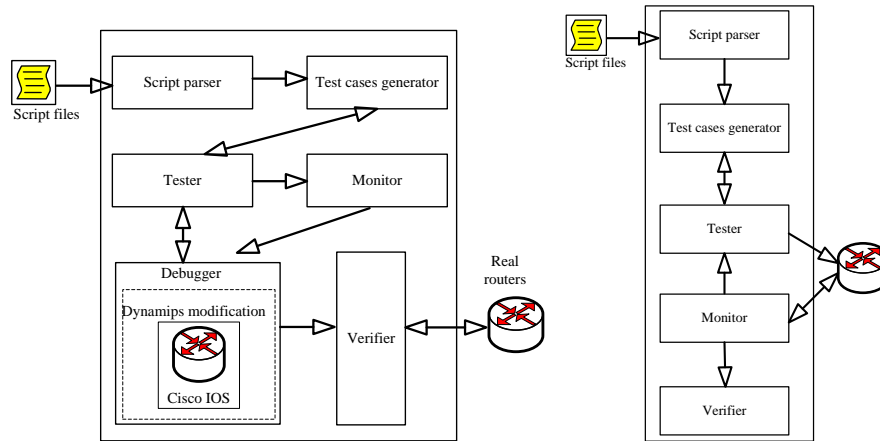 Script files
Script parser
Test cases generator
Tester
Monitor
Debugger
Dynamips modification
Cisco IOS
Verifier
Real
routers
Script files
Script parser
Test cases generator
Tester
Monitor
Verifier